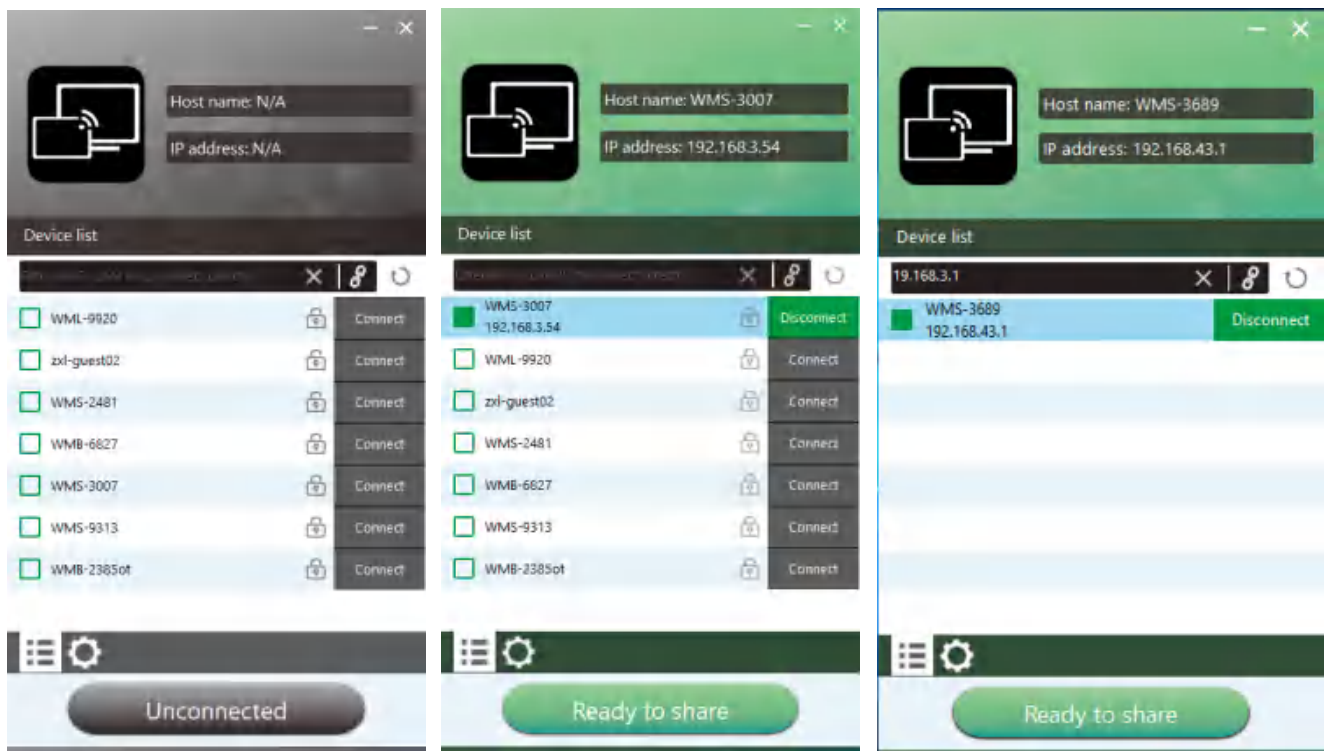 Host name: N/A
IP address: N/A
Device list
WML-9920 Connect
zxl-guest02 Connect
WMS-2481 Connect
WMB-6827 Connect
WMS-3007 Connect
WMS-9313 Connect
WMB-2385ot Connect
Unconnected
Host name: WMS-3007
IP address: 192.168.3.54
Device list
WMS-3007
192.168.3.54
Disconnect
WML-9920 Connect
zxl-guest02 Connect
WMS-2481 Connect
WMB-6827 Connect
WMS-9313 Connect
WMB-2385ot Connect
Ready to share
Host name: WMS-3689
IP address: 192.168.43.1
Device list
19.168.3.1
WMS-3689
192.168.43.1
Disconnect
Ready to share